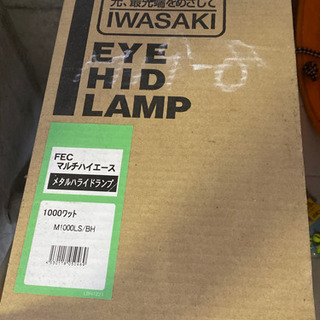 光、最先端をめざして
IWASAKI
EYE
HID
LAMP
FEC
マルチハイエース
メタルハライドランプ
1000ワット
M1000LS/BH